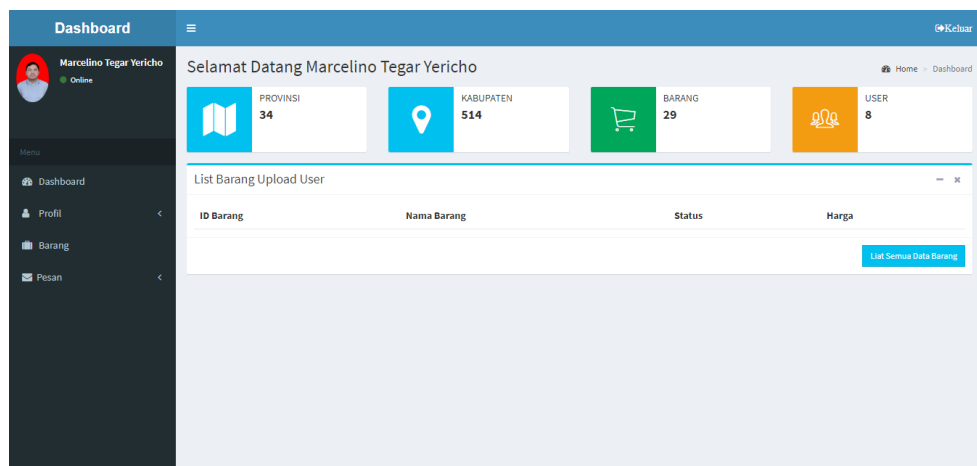 Dashboard
Keluar
Marcelino Tegar Yericho
Online
Selamat Datang Marcelino Tegar Yericho
Home > Dashboard
PROVINSI
34
KABUPATEN
514
BARANG
29
USER
8
Menu
Dashboard
Profil
Barang
Pesan
List Barang Upload User
ID Barang Nama Barang Status Harga
Liat Semua Data Barang